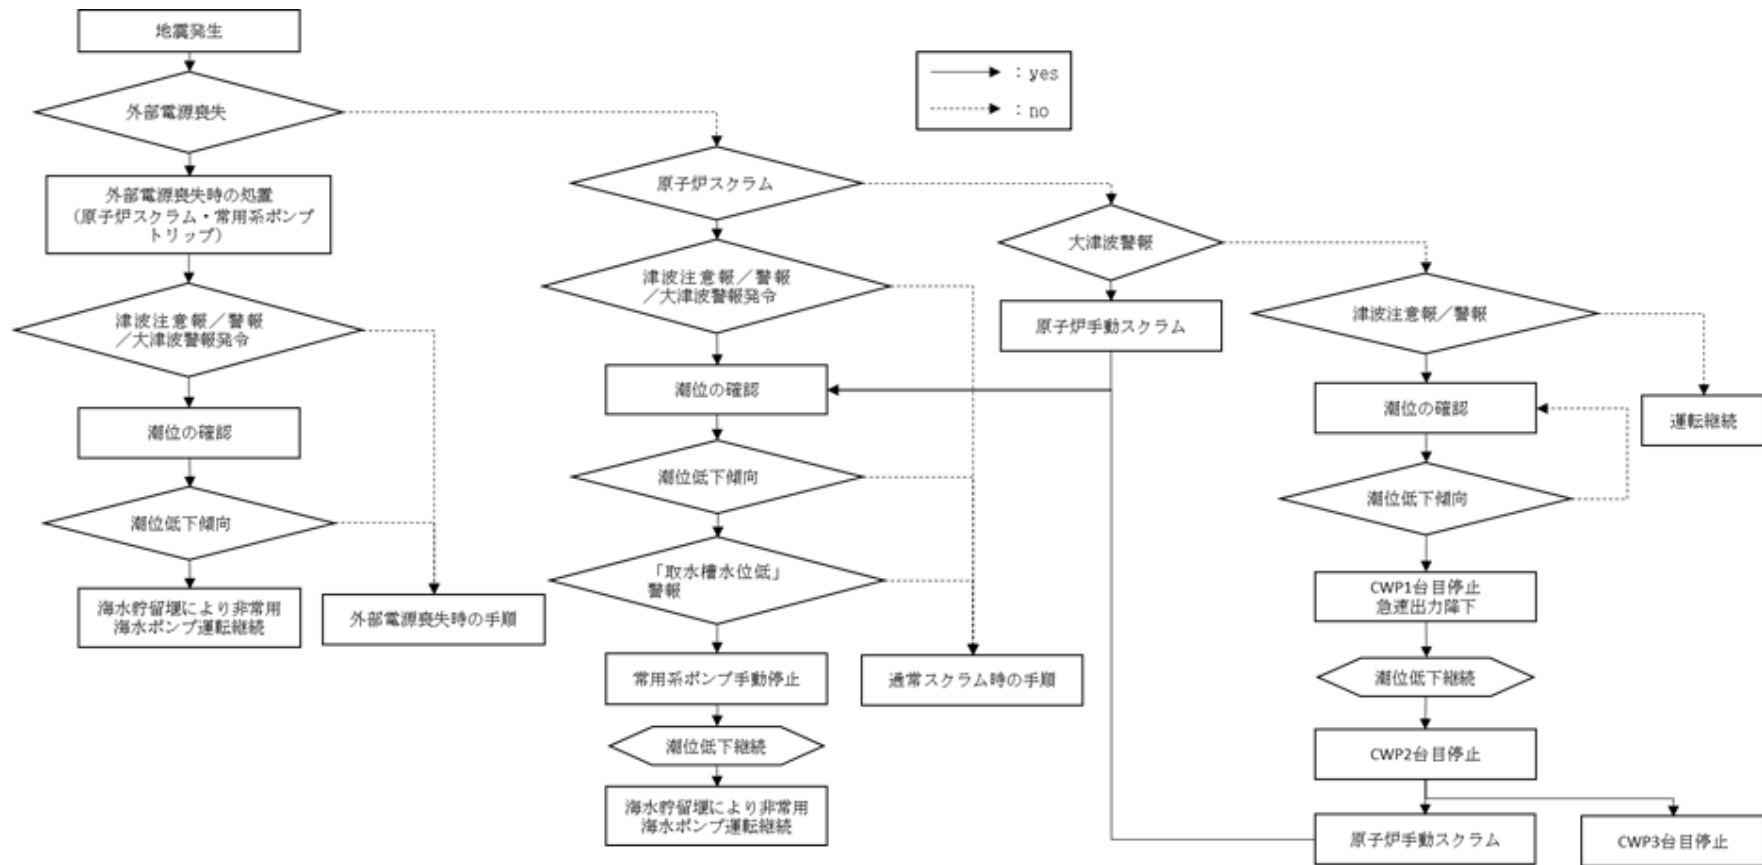 地震発生
外部電源喪失
外部電源喪失時の処置
（原子炉スクラム・常用系ポンプ
トリップ）
津波注意報／警報
／大津波警報発令
潮位の確認
潮位低下傾向
海水貯留堰により非常用
海水ポンプ運転継続
外部電源喪失時の手順
原子炉スクラム
津波注意報／警報
／大津波警報発令
潮位の確認
潮位低下傾向
「取水槽水位低」
警報
常用系ポンプ手動停止
潮位低下継続
海水貯留堰により非常用
海水ポンプ運転継続
通常スクラム時の手順
：yes
：no
大津波警報
原子炉手動スクラム
津波注意報／警報
潮位の確認
運転継続
潮位低下傾向
CWP1台目停止
急速出力降下
潮位低下継続
CWP2台目停止
原子炉手動スクラム
CWP3台目停止